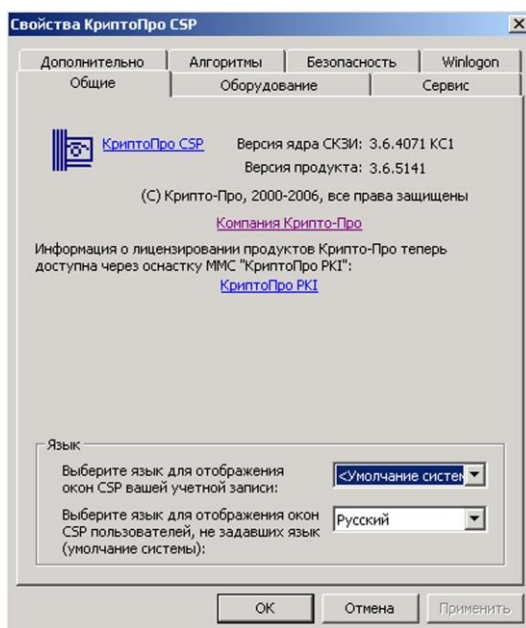 Свойства КриптоПро CSP
Дополнительно Алгоритмы Безопасность Winlogon
Общие Оборудование Сервис
КриптоПро CSP Версия ядра СКЗИ: 3.6.4071 КС1
Версия продукта: 3.6.5141
(С) Крипто-Про, 2000-2006, все права защищены
Компания Крипто-Про
Информация о лицензировании продуктов Крипто-Про теперь
доступна через оснастку ММС "КриптоПро PKI":
КриптоПро PKI
Язык
Выберите язык для отображения
окон CSP вашей учетной записи:
<Умолчание систем
Выберите язык для отображения окон
CSP пользователей, не задавших язык
(умолчание системы):
Русский
ОК Отмена Применить